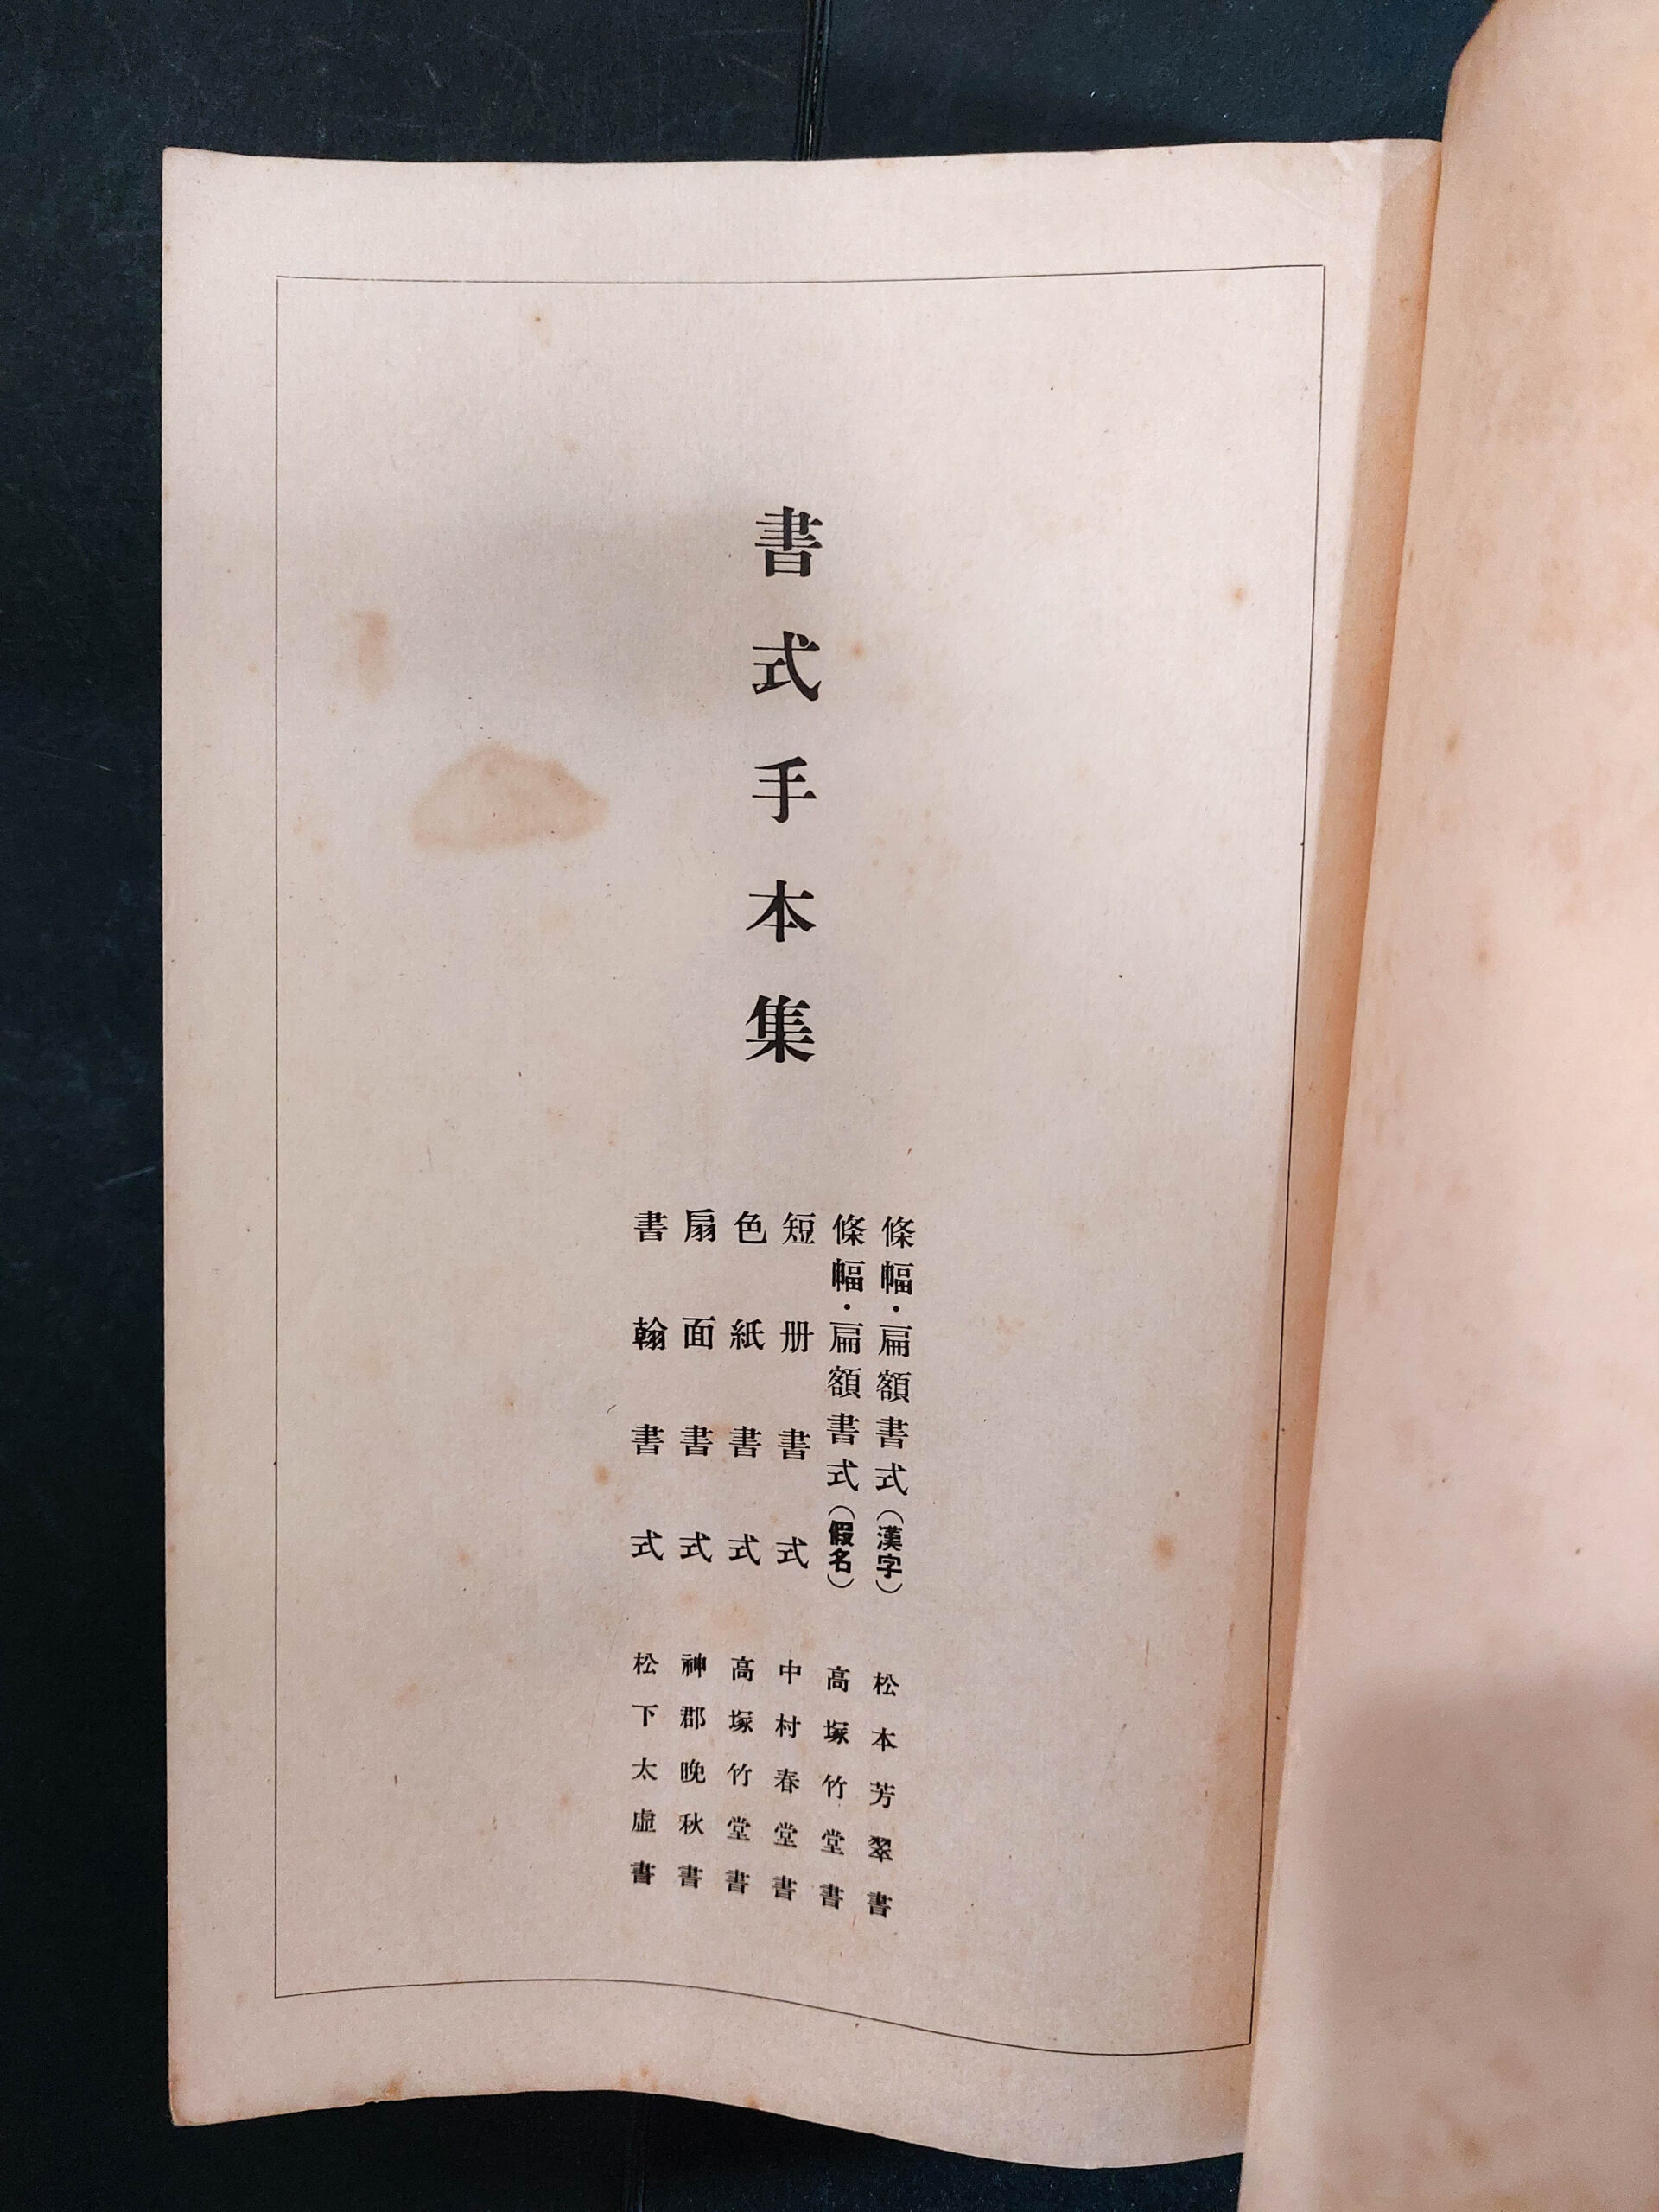 書式手本集
條幅・扁額書式（漢字） 松本芳翠書
條幅・扁額書式（假名） 高塚竹堂書
短册書式 中村春堂書
色紙書式 高塚竹堂書
扇面書式 神郡晩秋書
書翰書式 松下太虛書